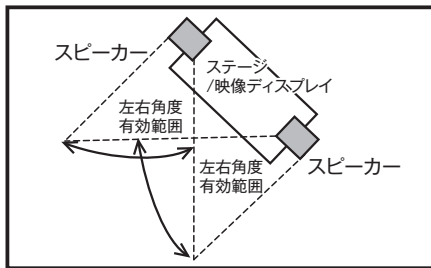 スピーカー
ステージ
/映像ディスプレイ
左右角度
有効範囲
左右角度
有効範囲
スピーカー